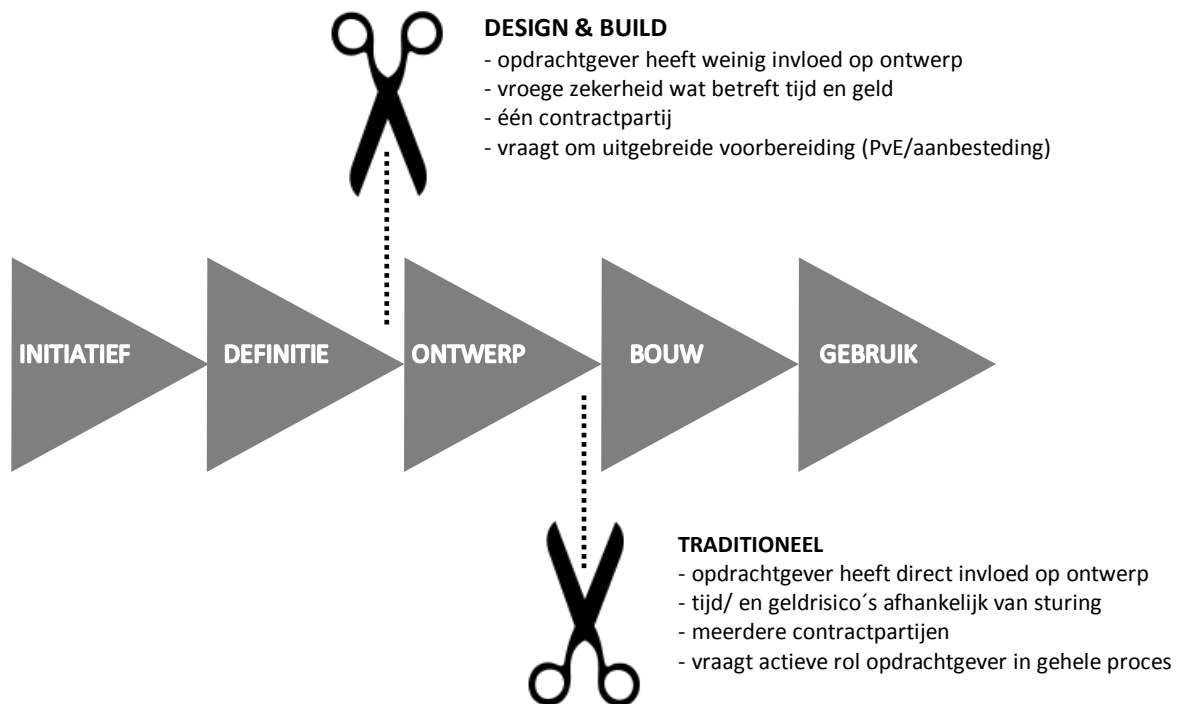 DESIGN & BUILD
- opdrachtgever heeft weinig invloed op ontwerp
- vroege zekerheid wat betreft tijd en geld
- één contractpartij
- vraagt om uitgebreide voorbereiding (PvE/aanbesteding)
INITIATIEF
DEFINITIE
ONTWERP
BOUW
GEBRUIK
TRADITIONEEL
- opdrachtgever heeft direct invloed op ontwerp
- tijd/ en geldrisico´s afhankelijk van sturing
- meerdere contractpartijen
- vraagt actieve rol opdrachtgever in gehele proces